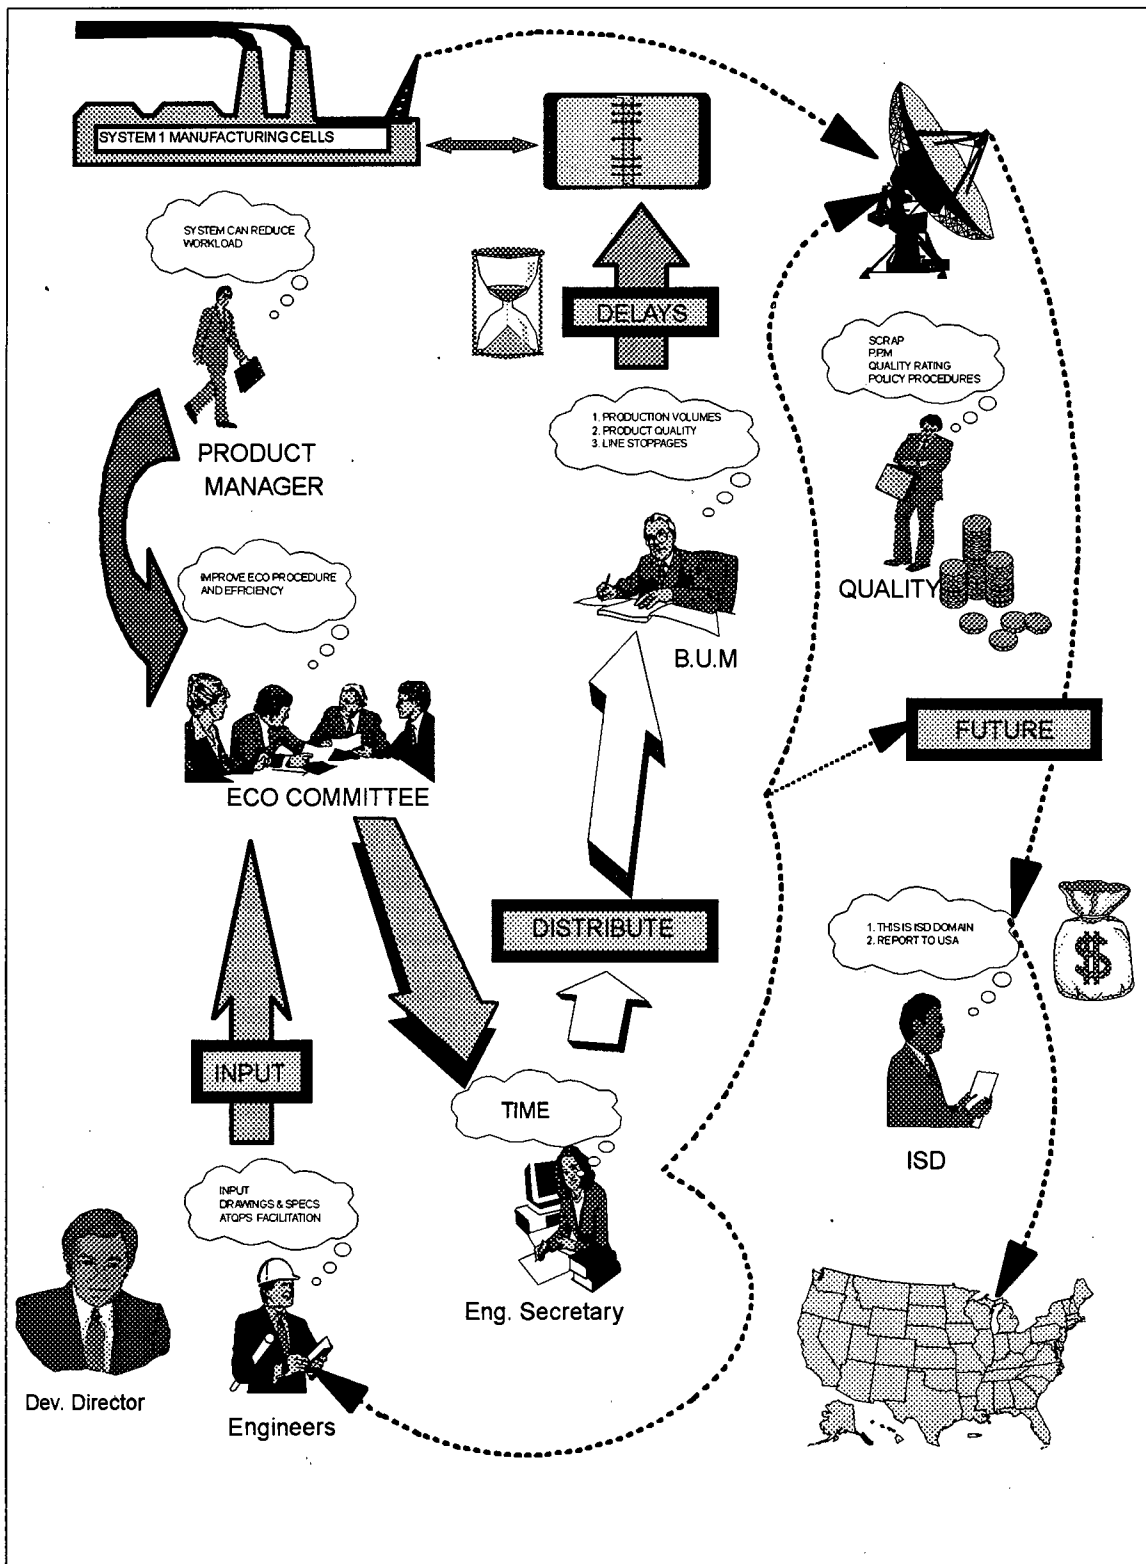 SYSTEM 1 MANUFACTURING CELLS
SYSTEM CAN REDUCE
WORKLOAD
DELAYS
SCRAP
P.P.M
QUALITY RATING
POLICY PROCEDURES
1. PRODUCTION VOLUMES
2. PRODUCT QUALITY
3. LINE STOPPAGES
PRODUCT
MANAGER
IMPROVE ECO PROCEDURE
AND EFFICIENCY
QUALITY
B.U.M
FUTURE
ECO COMMITTEE
DISTRIBUTE
1. THIS IS ISD DOMAIN
2. REPORT TO USA
$
INPUT
TIME
ISD
INPUT
DRAWINGS & SPECS
ATQPS FACILITATION
Eng. Secretary
Dev. Director
Engineers